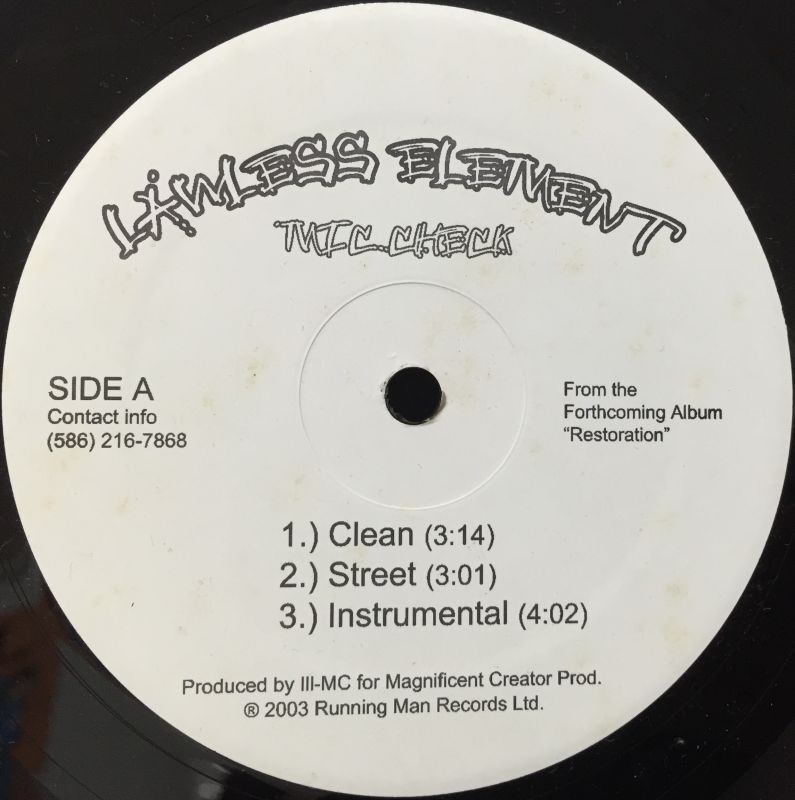 LAWLESS ELEMENT
MIC.CHECK
SIDE A
Contact info
(586) 216-7868
From the
Forthcoming Album
“Restoration”
1.) Clean (3:14)
2.) Street (3:01)
3.) Instrumental (4:02)
Produced by Ill-MC for Magnificent Creator Prod.
® 2003 Running Man Records Ltd.